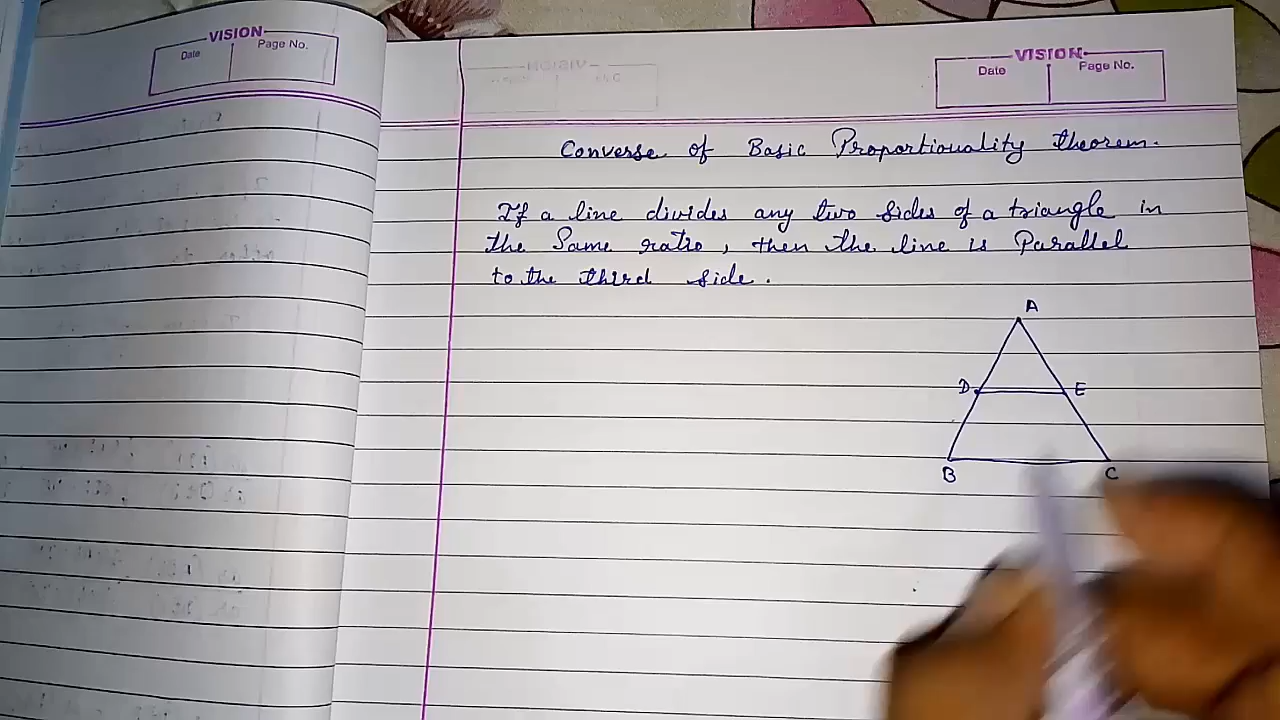 VISION
Date
Page No.
VISION
Date
Page No.
Converse of Basic Proportionality theorem.
If a line divides any two sides of a triangle in
the same ratio, then the line is Parallel
to the third side.
A
D
E
B
C